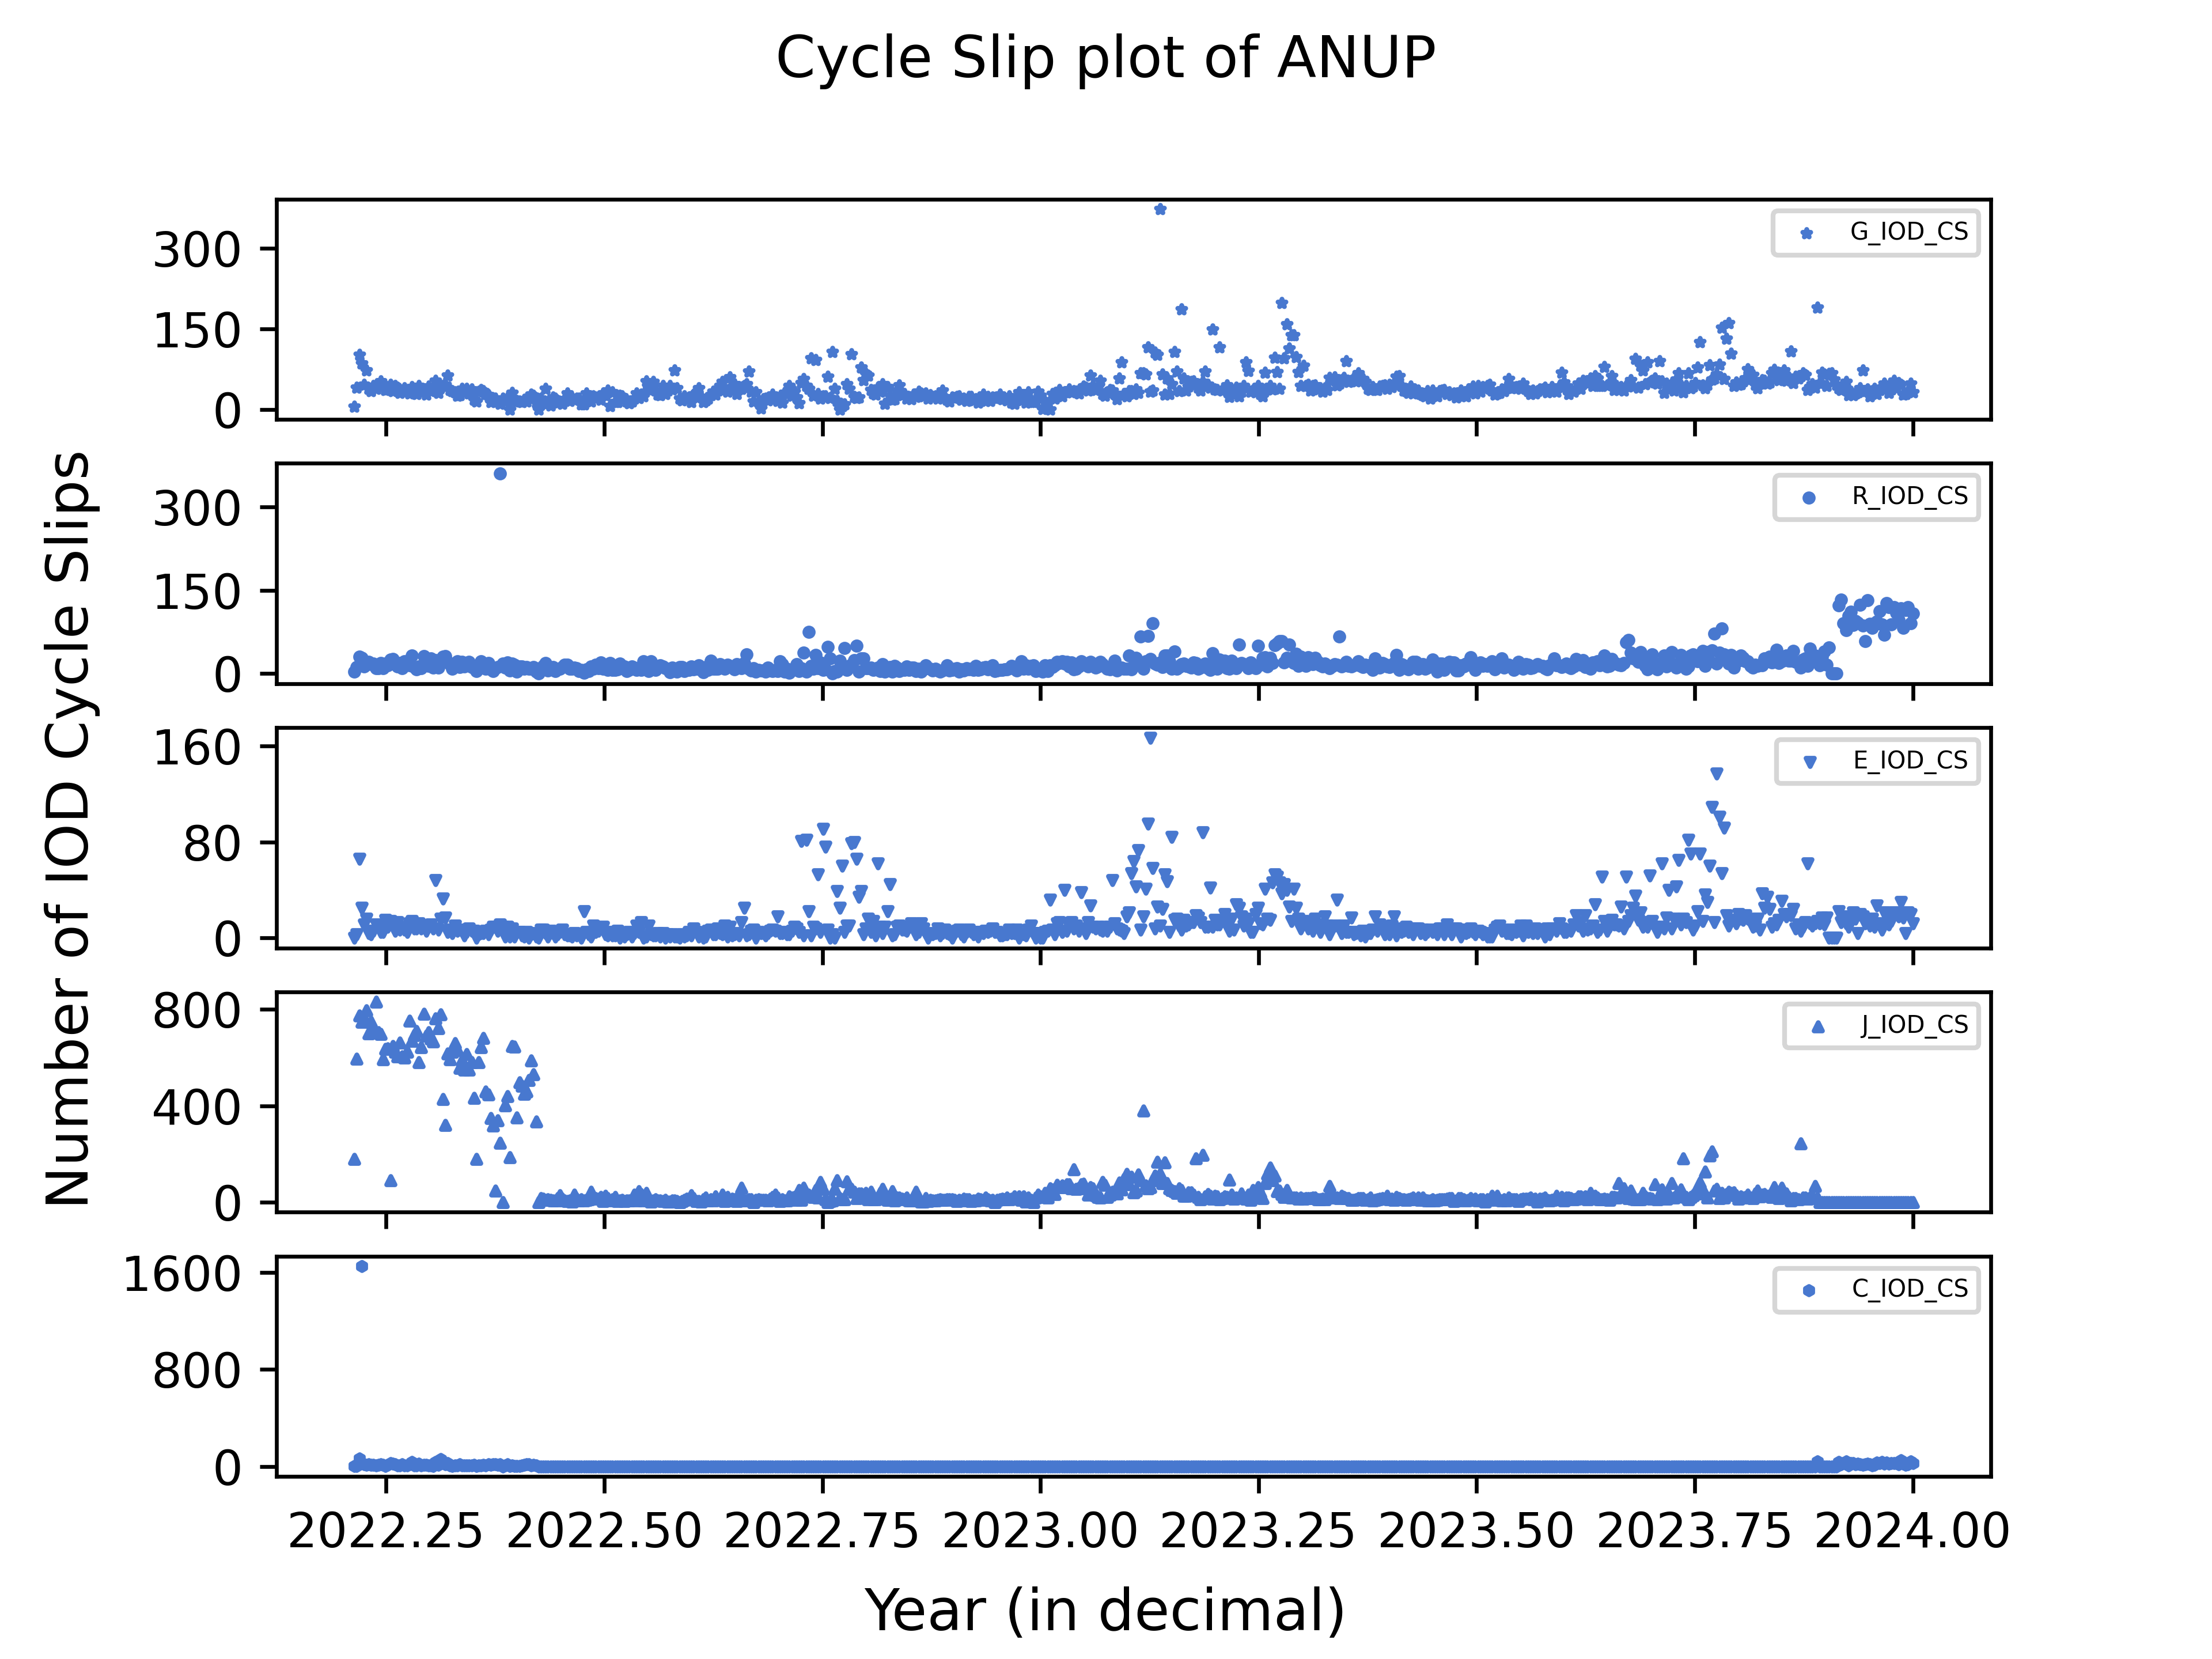 Cycle Slip plot of ANUP
Number of IOD Cycle Slips
300
150
0
G_IOD_CS
300
150
0
R_IOD_CS
160
80
0
E_IOD_CS
800
400
0
J_IOD_CS
1600
800
0
C_IOD_CS
2022.25 2022.50 2022.75 2023.00 2023.25 2023.50 2023.75 2024.00
Year (in decimal)